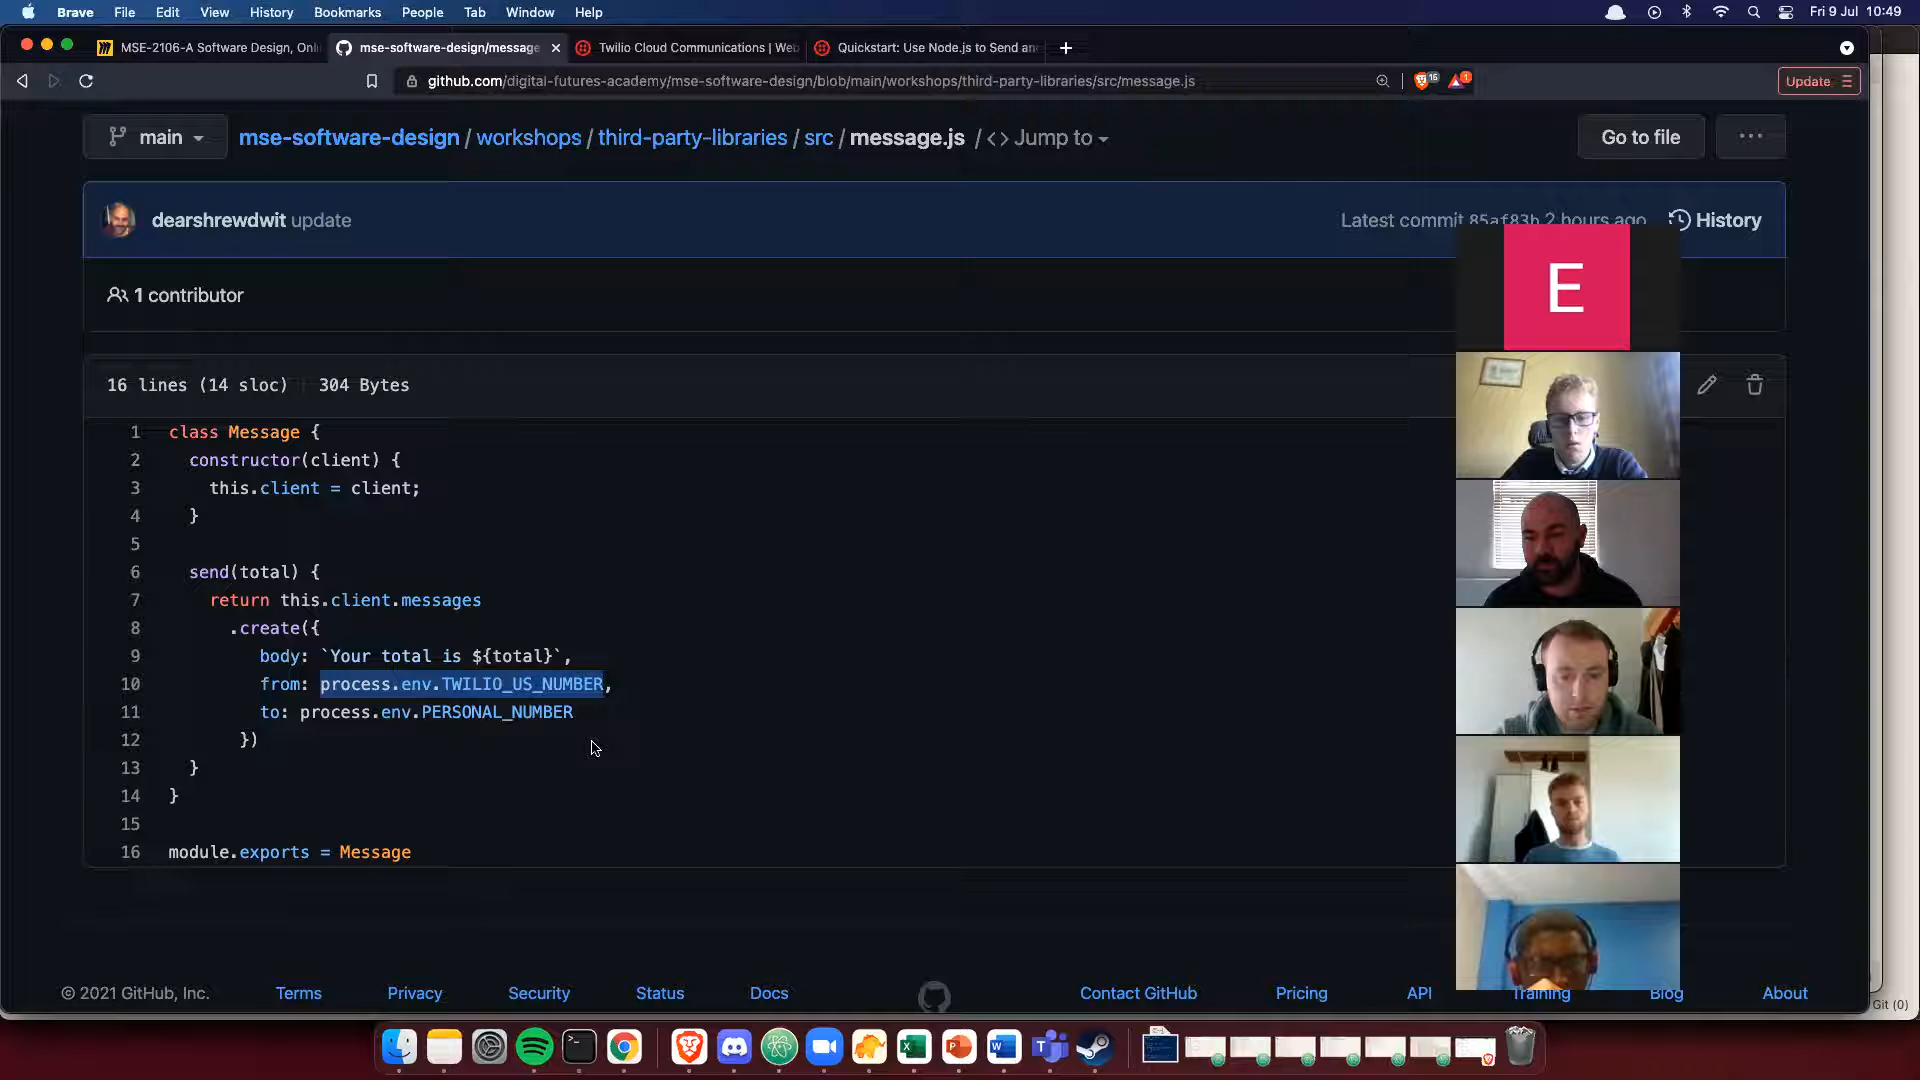 Brave File Edit View History Bookmarks People Tab Window Help Fri 9 Jul 10:49
MSE-2106-A Software Design, Onli mse-software-design/message Twilio Cloud Communications | Web Quickstart: Use Node.js to Send an
github.com/digital-futures-academy/mse-software-design/blob/main/workshops/third-party-libraries/src/message.js 16 1 Update
main mse-software-design / workshops / third-party-libraries / src / message.js / <> Jump to Go to file ...
dearshrewdwit update Latest commit 85af83b 2 hours ago History
E
1 contributor
16 lines (14 sloc) 304 Bytes
1 class Message {
2 constructor(client) {
3 this.client = client;
4 }
5
6 send(total) {
7 return this.client.messages
8 .create({
9 body: `Your total is ${total}`,
10 from: process.env.TWILIO_US_NUMBER,
11 to: process.env.PERSONAL_NUMBER
12 })
13 }
14 }
15
16 module.exports = Message
© 2021 GitHub, Inc. Terms Privacy Security Status Docs Contact GitHub Pricing API Training Blog About
Git (0)